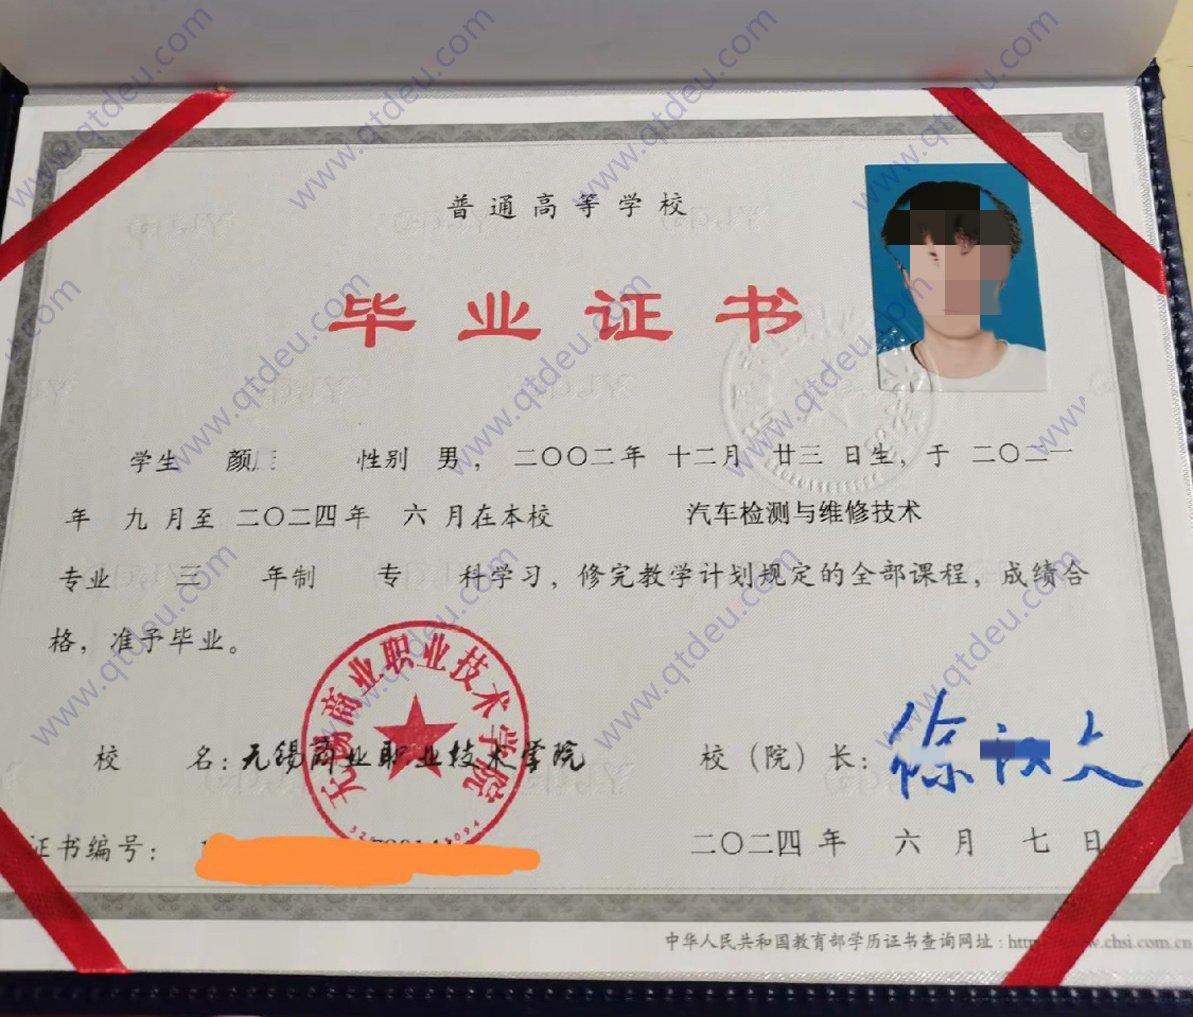 普通高等学校
毕业证书
学生 颜 性别 男，二〇〇二年 十二月 廿三 日生，于 二〇二一
年 九 月至 二〇二四年 六 月在本校 汽车检测与维修技术
专业 三 年制 专 科学习，修完教学计划规定的全部课程，成绩合
格，准予毕业。
无锡商业职业技术学院
校 名：无锡商业职业技术学院 校（院）长：徐
证书编号：
二〇二四 年 六 月 七 日
中华人民共和国教育部学历证书查询网址：http www.chsi.com.cn
www.qtdeu.com